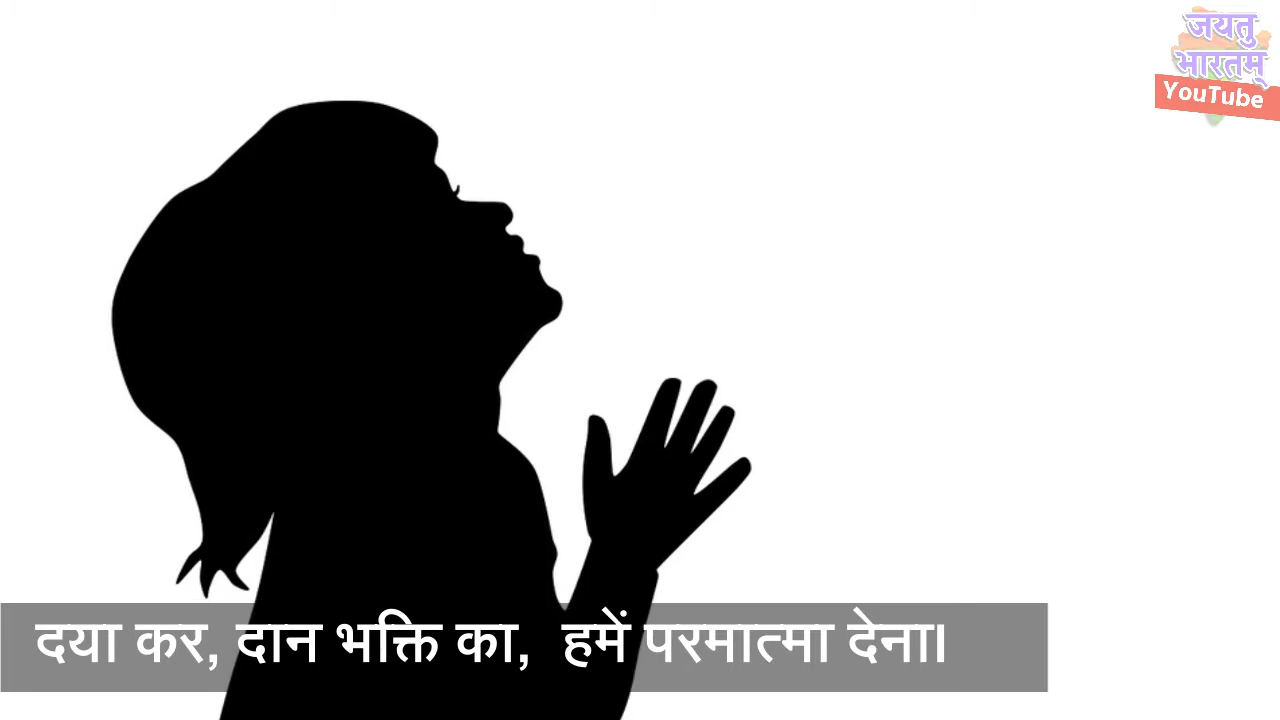 जयतु
भारतम्
YouTube
दया कर, दान भक्ति का,  हमें परमात्मा देना।